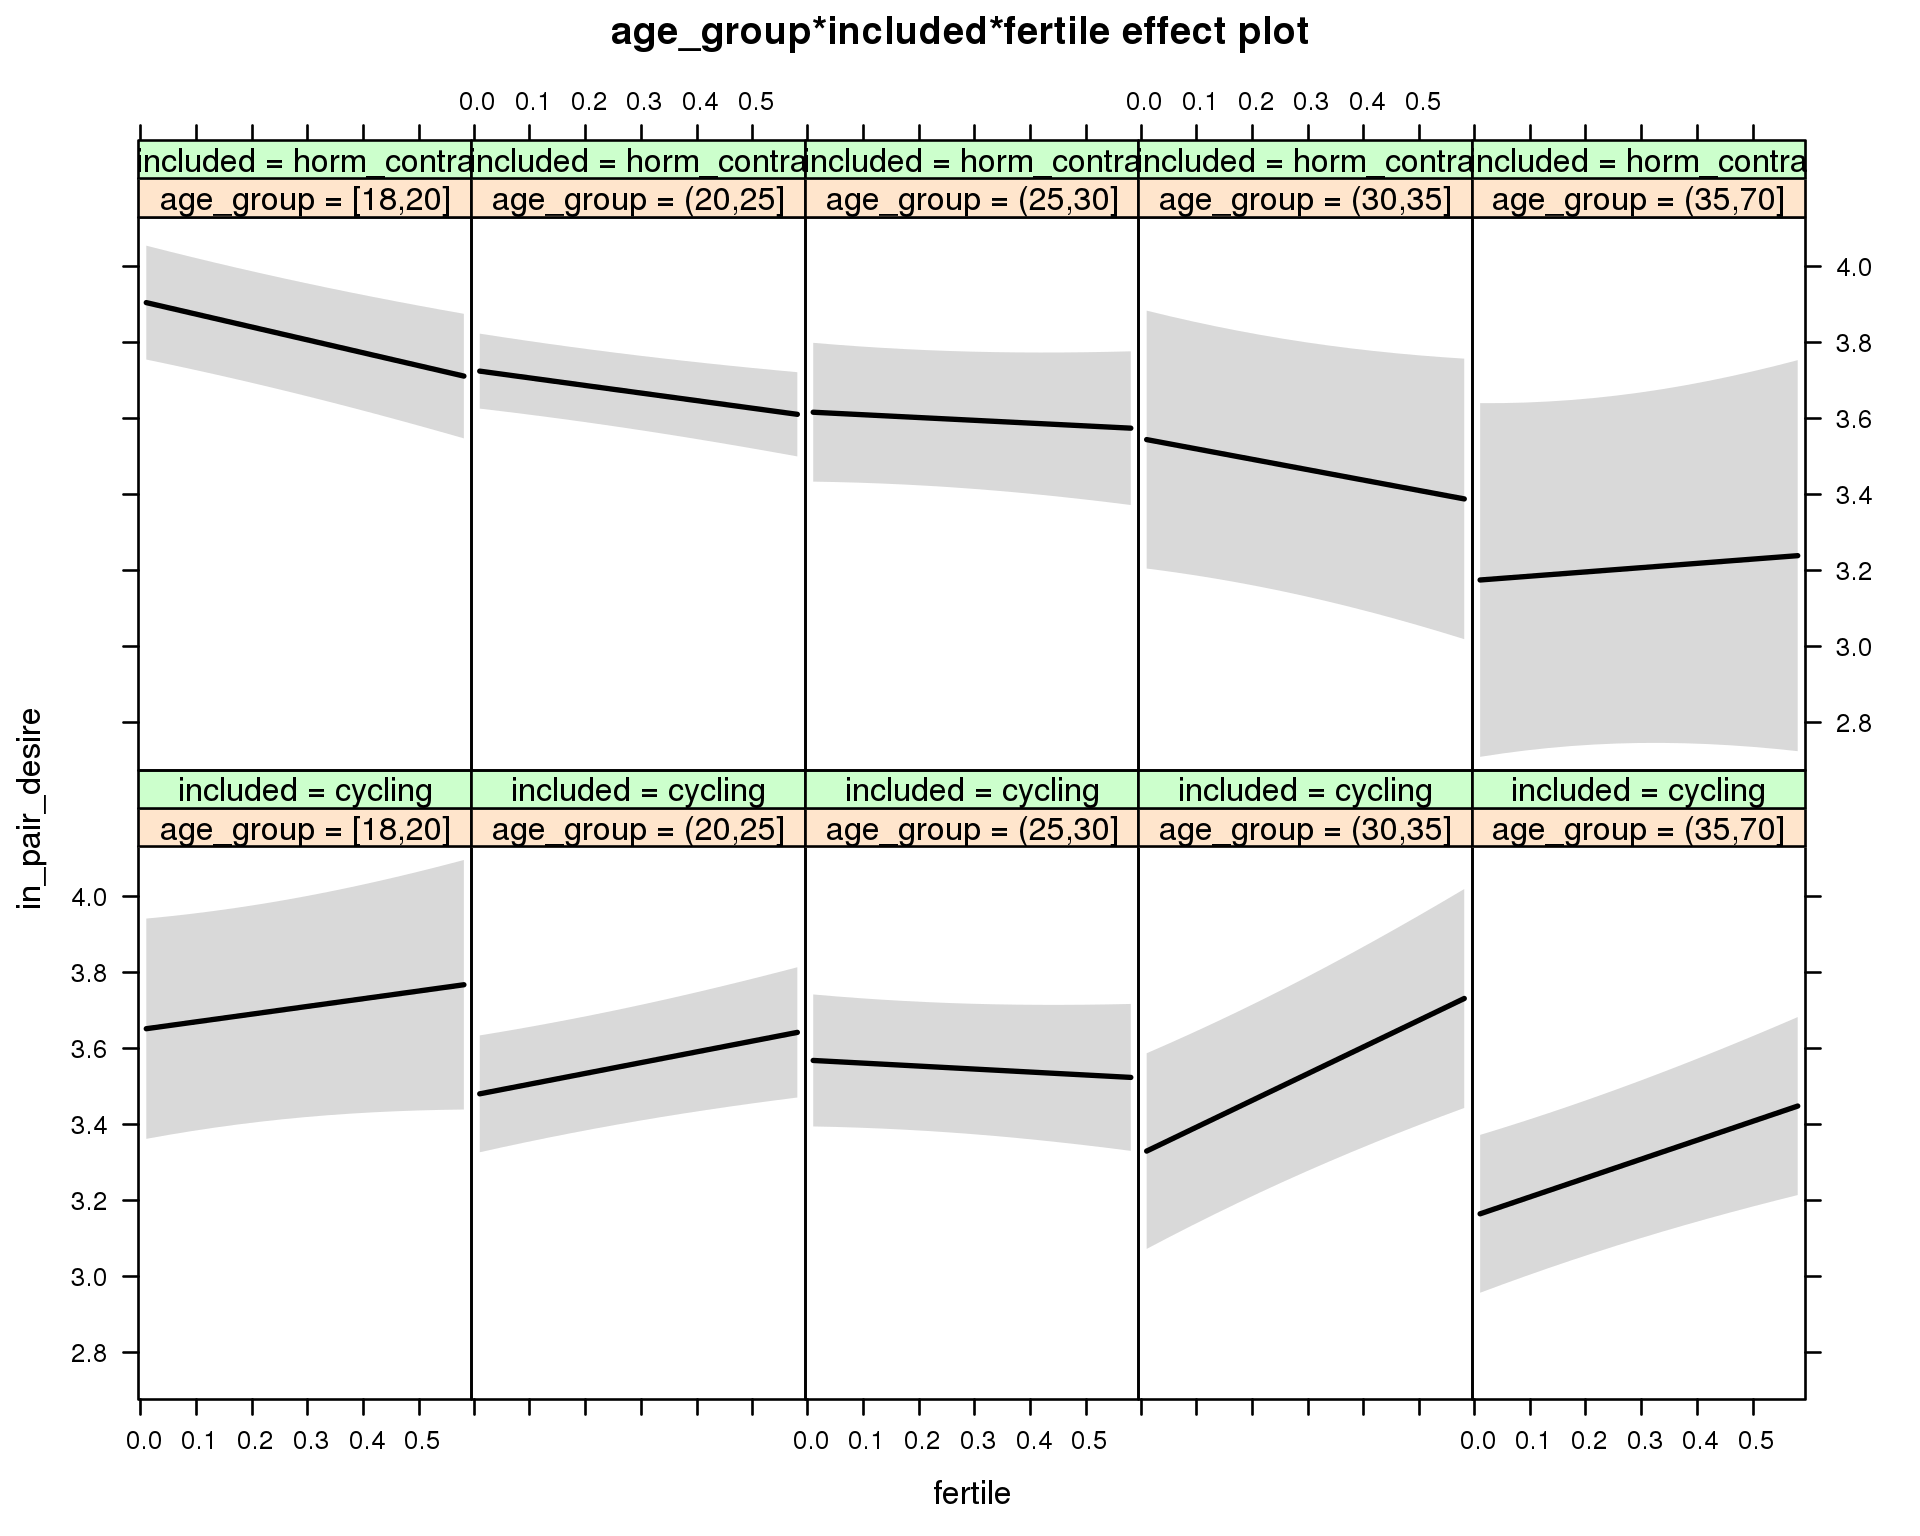 age_group*included*fertile effect plot
0.0 0.1 0.2 0.3 0.4 0.5 0.0 0.1 0.2 0.3 0.4 0.5
included = horm_contra included = horm_contra included = horm_contra included = horm_contra included = horm_contra
age_group = [18,20] age_group = (20,25] age_group = (25,30] age_group = (30,35] age_group = (35,70]
4.0
3.8
3.6
3.4
3.2
3.0
2.8
in_pair_desire
included = cycling included = cycling included = cycling included = cycling included = cycling
age_group = [18,20] age_group = (20,25] age_group = (25,30] age_group = (30,35] age_group = (35,70]
4.0
3.8
3.6
3.4
3.2
3.0
2.8
0.0 0.1 0.2 0.3 0.4 0.5 0.0 0.1 0.2 0.3 0.4 0.5 0.0 0.1 0.2 0.3 0.4 0.5
fertile